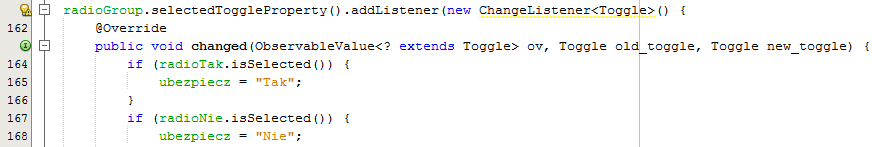 radioGroup.selectedToggleProperty().addListener(new ChangeListener<Toggle>() {
162 @Override
public void changed(ObservableValue<? extends Toggle> ov, Toggle old_toggle, Toggle new_toggle) {
164 if (radioTak.isSelected()) {
165 ubezpiecz = "Tak";
166 }
167 if (radioNie.isSelected()) {
168 ubezpiecz = "Nie";